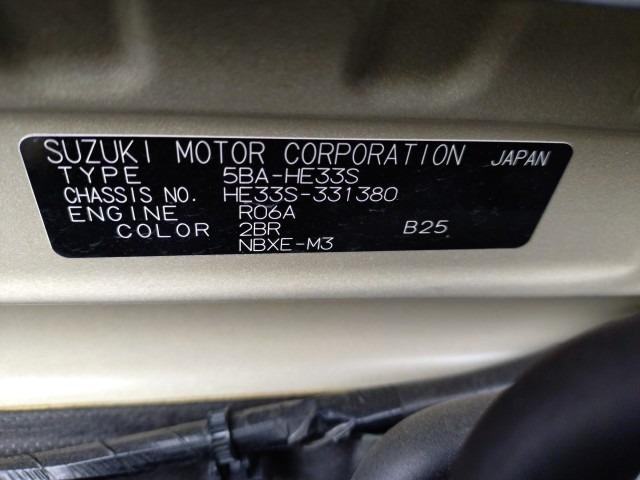 SUZUKI MOTOR CORPORATION JAPAN
TYPE 5BA-HE33S
CHASSIS NO. HE33S-331380
ENGINE R06A
COLOR 2BR B25
NBXE-M3